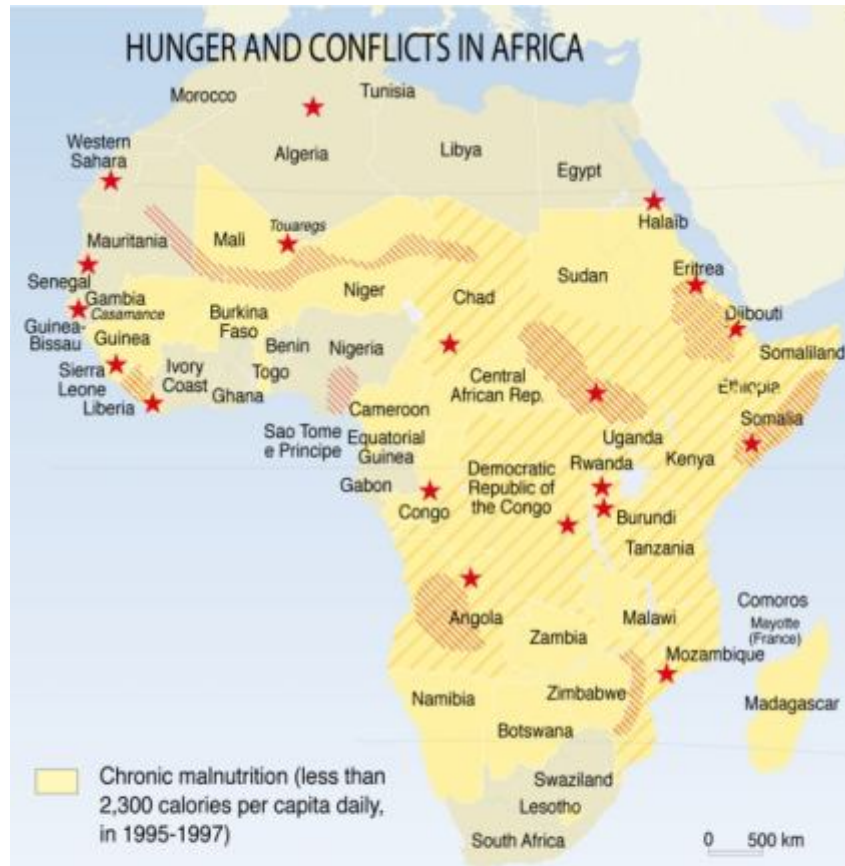 HUNGER AND CONFLICTS IN AFRICA
Morocco
Tunisia
Algeria
Libya
Egypt
Western
Sahara
Halaïb
Mauritania
Mali
Touaregs
Niger
Chad
Sudan
Eritrea
Senegal
Gambia
Casamance
Guinea-
Bissau
Guinea
Burkina
Faso
Djibouti
Somaliland
Sierra
Leone
Liberia
Ivory
Coast
Ghana
Togo
Benin
Nigeria
Central
African Rep.
Ethiopia
Somalia
Cameroon
Sao Tome
e Principe
Equatorial
Guinea
Gabon
Congo
Democratic
Republic of
the Congo
Uganda
Kenya
Rwanda
Burundi
Tanzania
Angola
Zambia
Malawi
Comoros
Mayotte
(France)
Mozambique
Namibia
Zimbabwe
Botswana
Madagascar
Swaziland
Lesotho
South Africa
Chronic malnutrition (less than
2,300 calories per capita daily,
in 1995-1997)
0 500 km